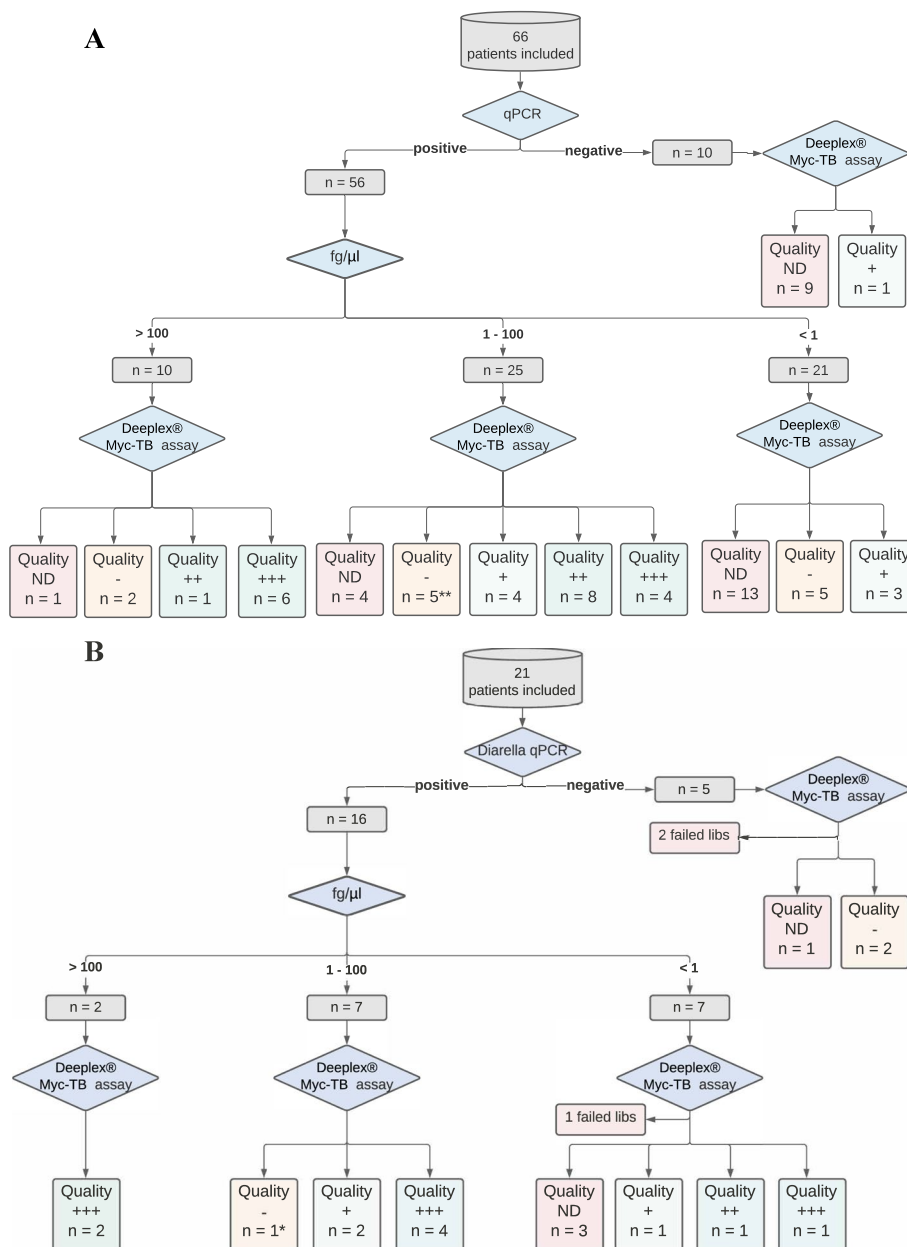 A
66
patients included
qPCR
positive
negative
n = 10
Deeplex®
Myc-TB assay
n = 56
Quality
ND
n = 9
Quality
+
n = 1
fg/µl
> 100
1 - 100
< 1
n = 10
n = 25
n = 21
Deeplex®
Myc-TB assay
Deeplex®
Myc-TB assay
Deeplex®
Myc-TB assay
Quality
ND
n = 1
Quality
-
n = 2
Quality
++
n = 1
Quality
+++
n = 6
Quality
ND
n = 4
Quality
-
n = 5**
Quality
+
n = 4
Quality
++
n = 8
Quality
+++
n = 4
Quality
ND
n = 13
Quality
-
n = 5
Quality
+
n = 3
B
21
patients included
Diarella qPCR
positive
negative
n = 5
Deeplex®
Myc-TB assay
n = 16
2 failed libs
Quality
ND
n = 1
Quality
-
n = 2
fg/µl
> 100
1 - 100
< 1
n = 2
n = 7
n = 7
Deeplex®
Myc-TB assay
Deeplex®
Myc-TB assay
Deeplex®
Myc-TB assay
1 failed libs
Quality
+++
n = 2
Quality
-
n = 1*
Quality
+
n = 2
Quality
+++
n = 4
Quality
ND
n = 3
Quality
+
n = 1
Quality
++
n = 1
Quality
+++
n = 1